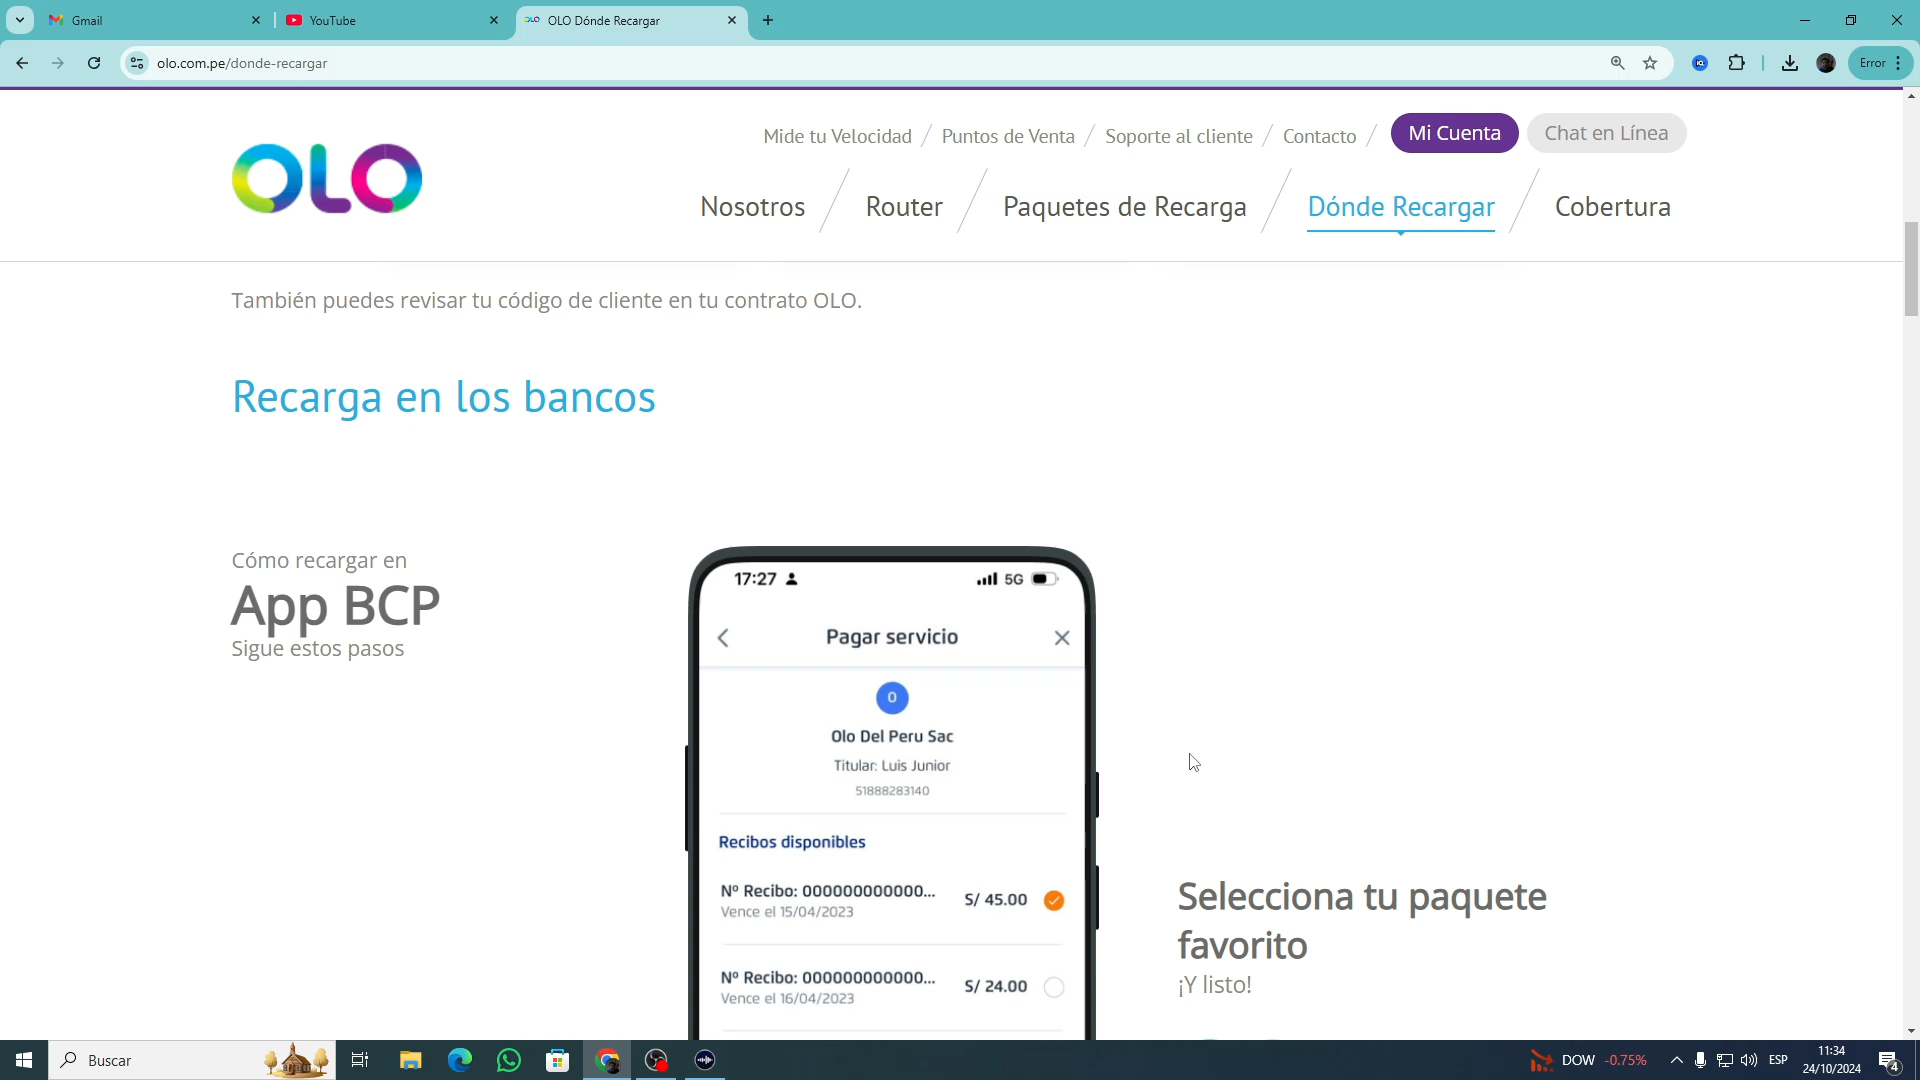 Gmail
YouTube
OLO Dónde Recargar
olo.com.pe/donde-recargar
Error
OLO
Mide tu Velocidad
Puntos de Venta
Soporte al cliente
Contacto
Mi Cuenta
Chat en Línea
Nosotros
Router
Paquetes de Recarga
Dónde Recargar
Cobertura
También puedes revisar tu código de cliente en tu contrato OLO.
Recarga en los bancos
Cómo recargar en
App BCP
Sigue estos pasos
17:27
5G
Pagar servicio
O
Olo Del Peru Sac
Titular: Luis Junior
51888283140
Recibos disponibles
Nº Recibo: 000000000000...
S/ 45.00
Vence el 15/04/2023
Nº Recibo: 000000000000...
S/ 24.00
Vence el 16/04/2023
Selecciona tu paquete
favorito
¡Y listo!
Buscar
DOW -0.75%
ESP
11:34
24/10/2024
4